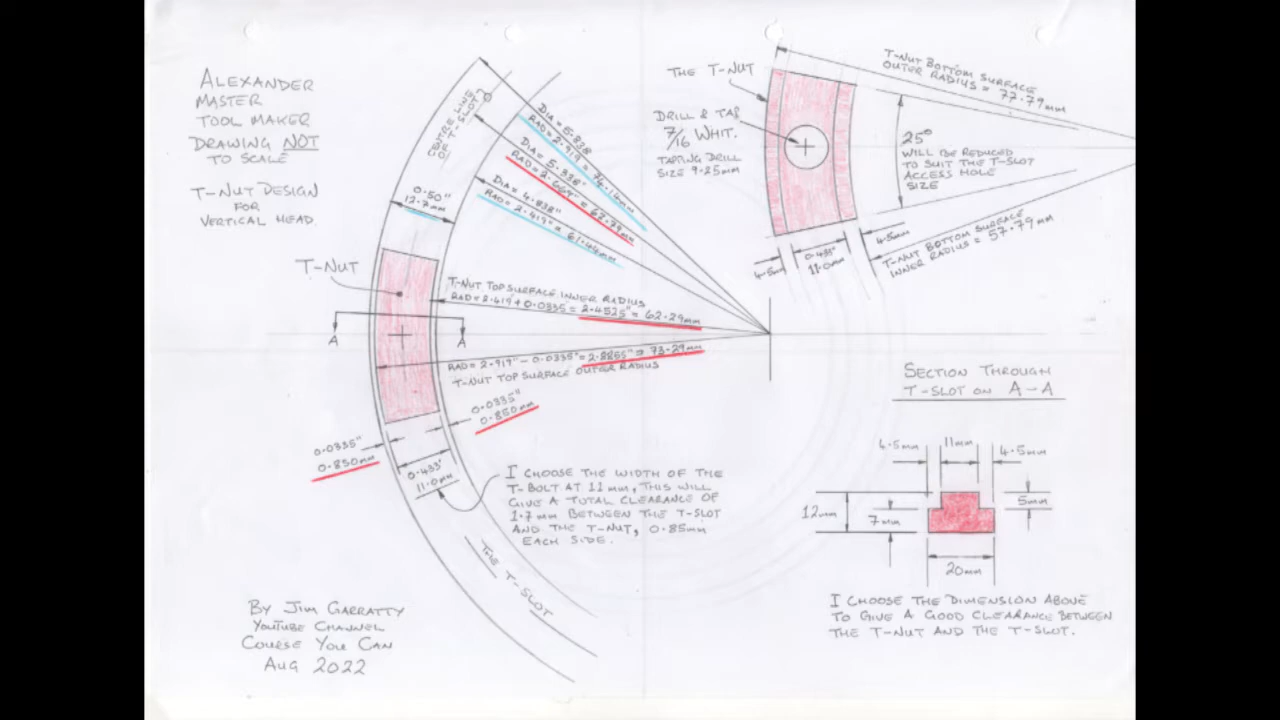 ALEXANDER
MASTER
TOOL MAKER
DRAWING NOT
TO SCALE
T-NUT DESIGN
FOR
VERTICAL HEAD
CENTRE LINE
OF T-SLOT
0.50"
12.7mm
DIA = 5.838
RAD = 2.919 = 74.14mm
DIA = 5.338"
RAD = 2.669 = 67.79mm
DIA = 4.838"
RAD = 2.419" = 61.44mm
T-NUT
T-NUT TOP SURFACE INNER RADIUS
RAD = 2.419 + 0.0335 = 2.4525" = 62.29mm
A
A
RAD = 2.919" - 0.0335" = 2.8855" = 73.29mm
T-NUT TOP SURFACE OUTER RADIUS
0.0335"
0.850mm
0.0335"
0.850mm
0.433"
11.0mm
I CHOOSE THE WIDTH OF THE
T-BOLT AT 11mm, THIS WILL
GIVE A TOTAL CLEARANCE OF
1.7mm BETWEEN THE T-SLOT
AND THE T-NUT, 0.85mm
EACH SIDE.
THE T-SLOT
BY JIM GARRATTY
YOUTUBE CHANNEL
COURSE YOU CAN
AUG 2022
THE T-NUT
DRILL & TAP
7/16 WHIT.
TAPPING DRILL
SIZE 9.25mm
T-NUT BOTTOM SURFACE
OUTER RADIUS = 77.79mm
25°
WILL BE REDUCED
TO SUIT THE T-SLOT
ACCESS HOLE
SIZE
4.5mm
0.433"
11.0mm
4.5mm
T-NUT BOTTOM SURFACE
INNER RADIUS = 57.79mm
SECTION THROUGH
T-SLOT ON A-A
4.5mm
11mm
4.5mm
12mm
7mm
5mm
20mm
I CHOOSE THE DIMENSION ABOVE
TO GIVE A GOOD CLEARANCE BETWEEN
THE T-NUT AND THE T-SLOT.